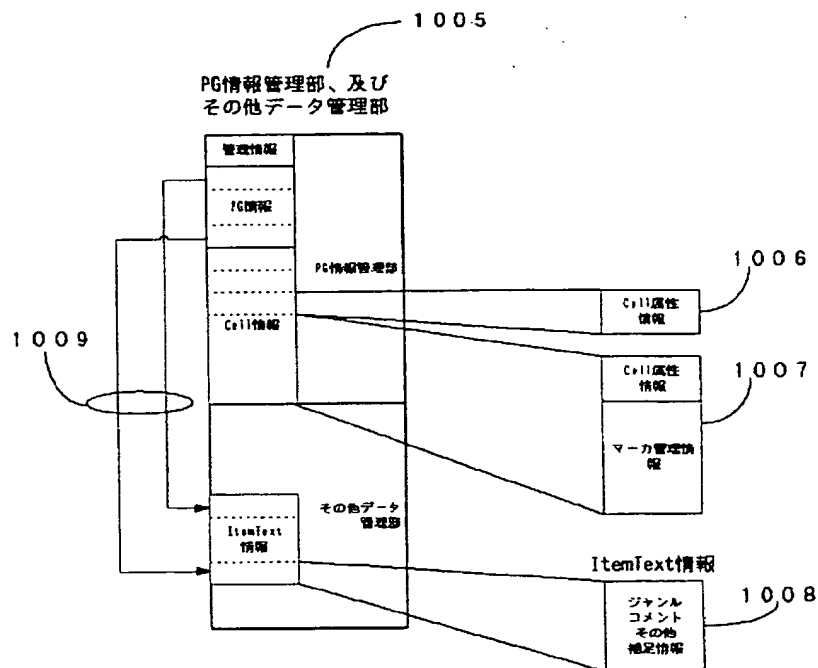 1005
PG情報管理部、及び
その他データ管理部
管理情報
PG情報
PG情報管理部
1006
Cell属性
情報
Cell情報
1009
1007
Cell属性
情報
マーカ管理情
報
その他データ
管理部
ItemText
情報
ItemText情報
1008
ジャンル
コメント
その他
補足情報